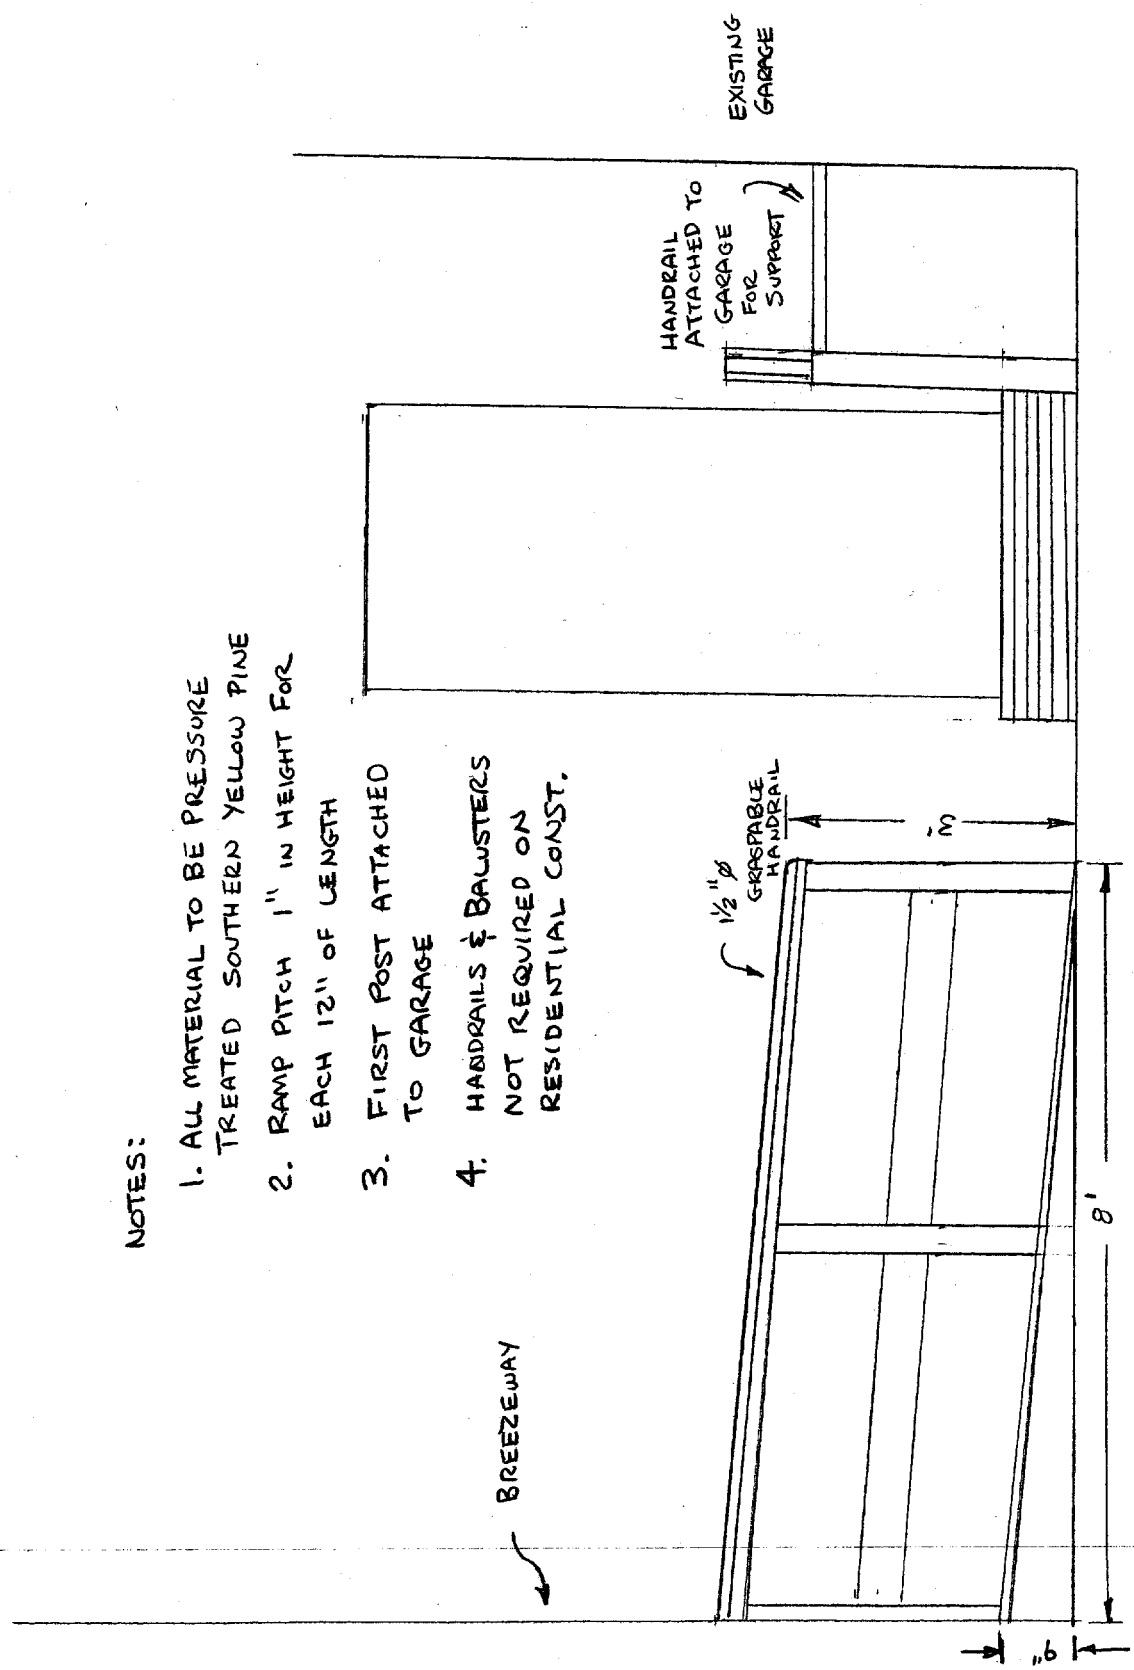 NOTES:
1. ALL MATERIAL TO BE PRESSURE
TREATED SOUTHERN YELLOW PINE
2. RAMP PITCH 1" IN HEIGHT FOR
EACH 12" OF LENGTH
3. FIRST POST ATTACHED
TO GARAGE
4. HANDRAILS & BALUSTERS
NOT REQUIRED ON
RESIDENTIAL CONST.
BREEZEWAY
1½"ø
GRASPABLE
HANDRAIL
3'
8'
9"
HANDRAIL
ATTACHED TO
GARAGE
FOR
SUPPORT
EXISTING
GARAGE